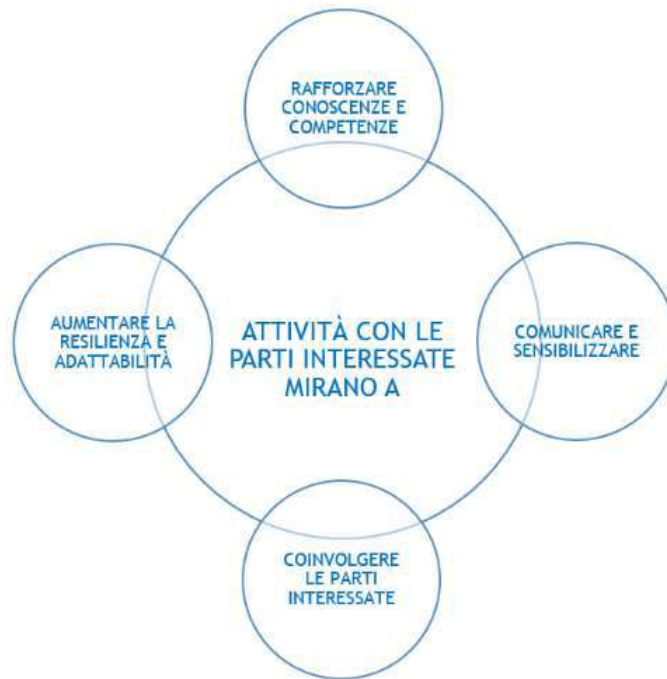 RAFFORZARE
CONOSCENZE E
COMPETENZE
AUMENTARE LA
RESILIENZA E
ADATTABILITÀ
ATTIVITÀ CON LE
PARTI INTERESSATE
MIRANO A
COMUNICARE E
SENSIBILIZZARE
COINVOLGERE
LE PARTI
INTERESSATE